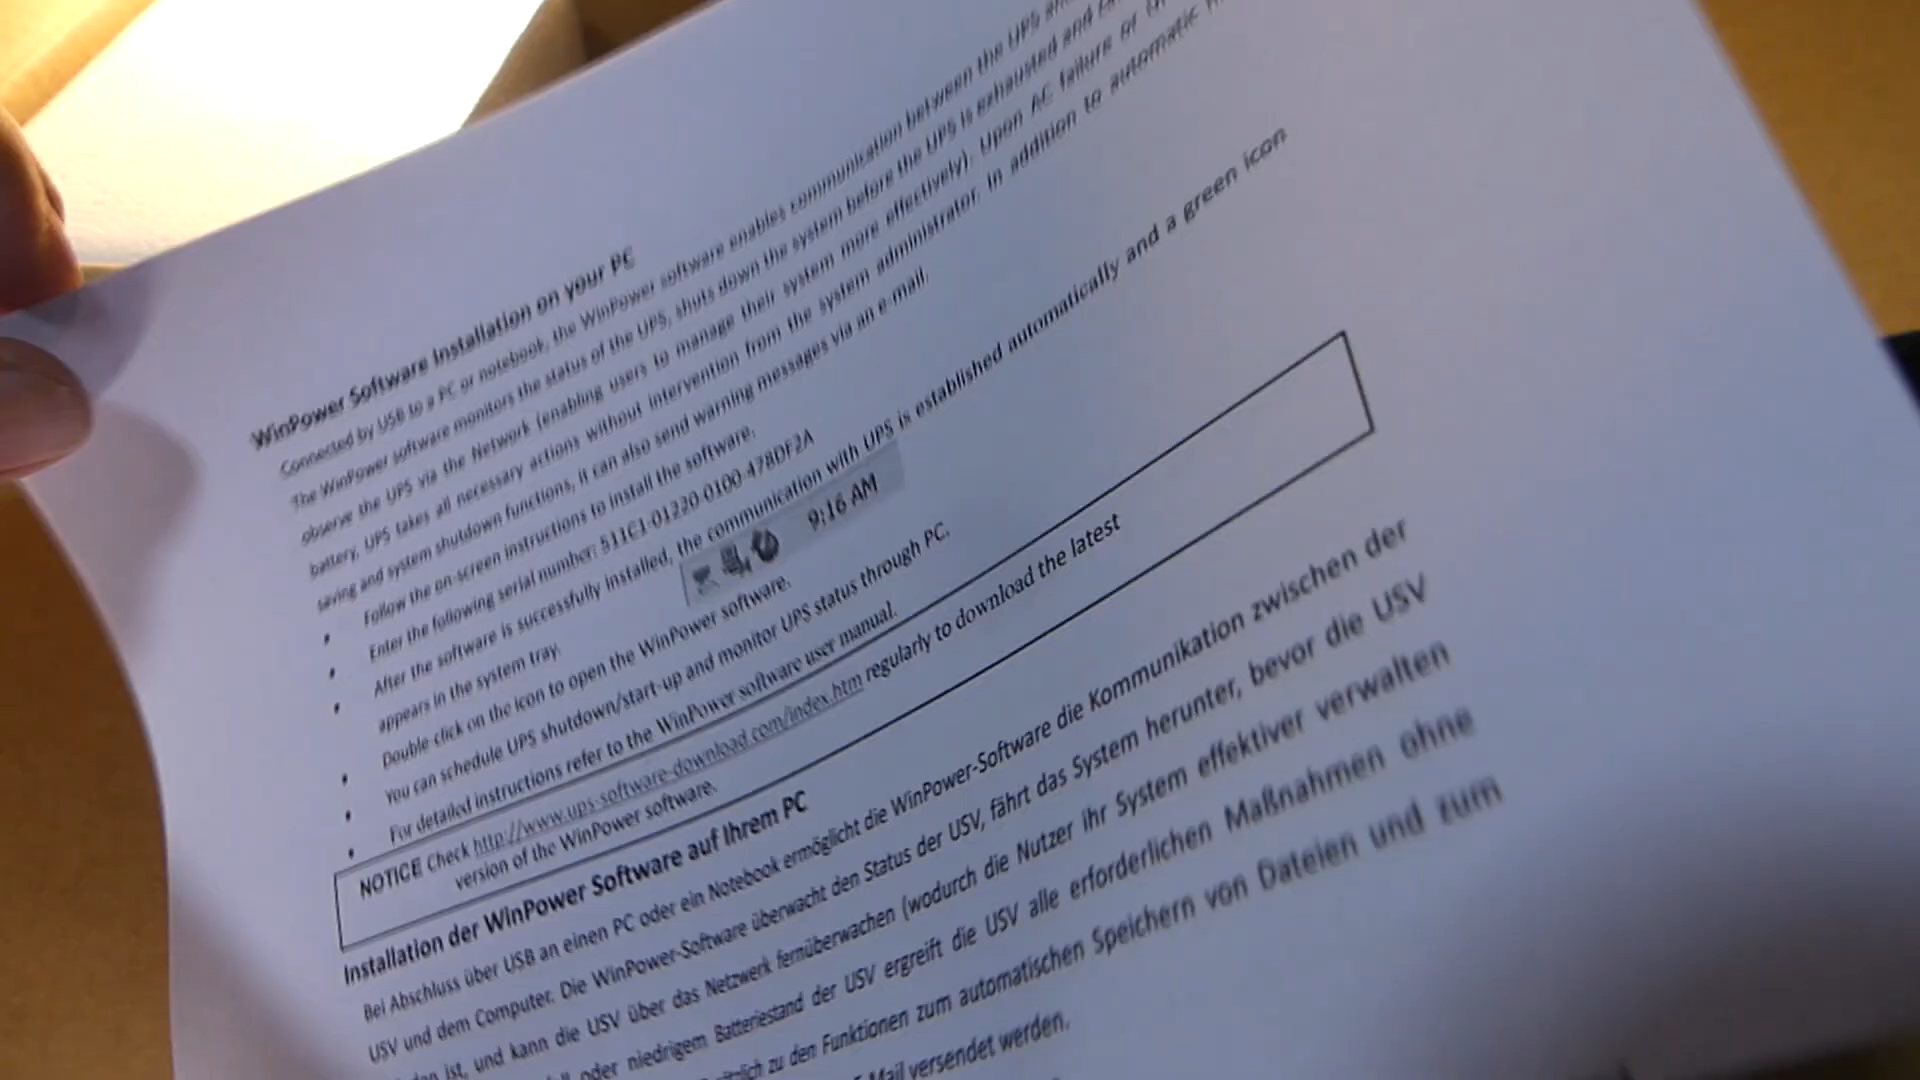 WinPower Software Installation on your PC
Connected by USB to a PC or notebook, the WinPower software enables communication between the UPS
The WinPower software monitors the status of the UPS, shuts down the system before the UPS is exhausted and
observe the UPS via the Network (enabling users to manage their system more effectively). Upon AC failure or
battery, UPS takes all necessary actions without intervention from the system administrator. In addition to automatic
saving and system shutdown functions, it can also send warning messages via an e-mail.
• Follow the on-screen instructions to install the software.
• Enter the following serial number: 511C1-01220-0100-478DF2A
• After the software is successfully installed, the communication with UPS is established automatically and a green icon
appears in the system tray.
9:16 AM
• Double click on the icon to open the WinPower software.
• You can schedule UPS shutdown/start-up and monitor UPS status through PC.
• For detailed instructions refer to the WinPower software user manual.
NOTICE Check http://www.ups-software-download.com/index.htm regularly to download the latest
version of the WinPower software.
Installation der WinPower Software auf Ihrem PC
Bei Abschluss über USB an einen PC oder ein Notebook ermöglicht die WinPower-Software die Kommunikation zwischen der
USV und dem Computer. Die WinPower-Software überwacht den Status der USV, fährt das System herunter, bevor die USV
ist, und kann die USV über das Netzwerk fernüberwachen (wodurch die Nutzer ihr System effektiver verwalten
oder niedrigem Batteriestand der USV ergreift die USV alle erforderlichen Maßnahmen ohne
zu den Funktionen zum automatischen Speichern von Dateien und zum
Mail versendet werden.